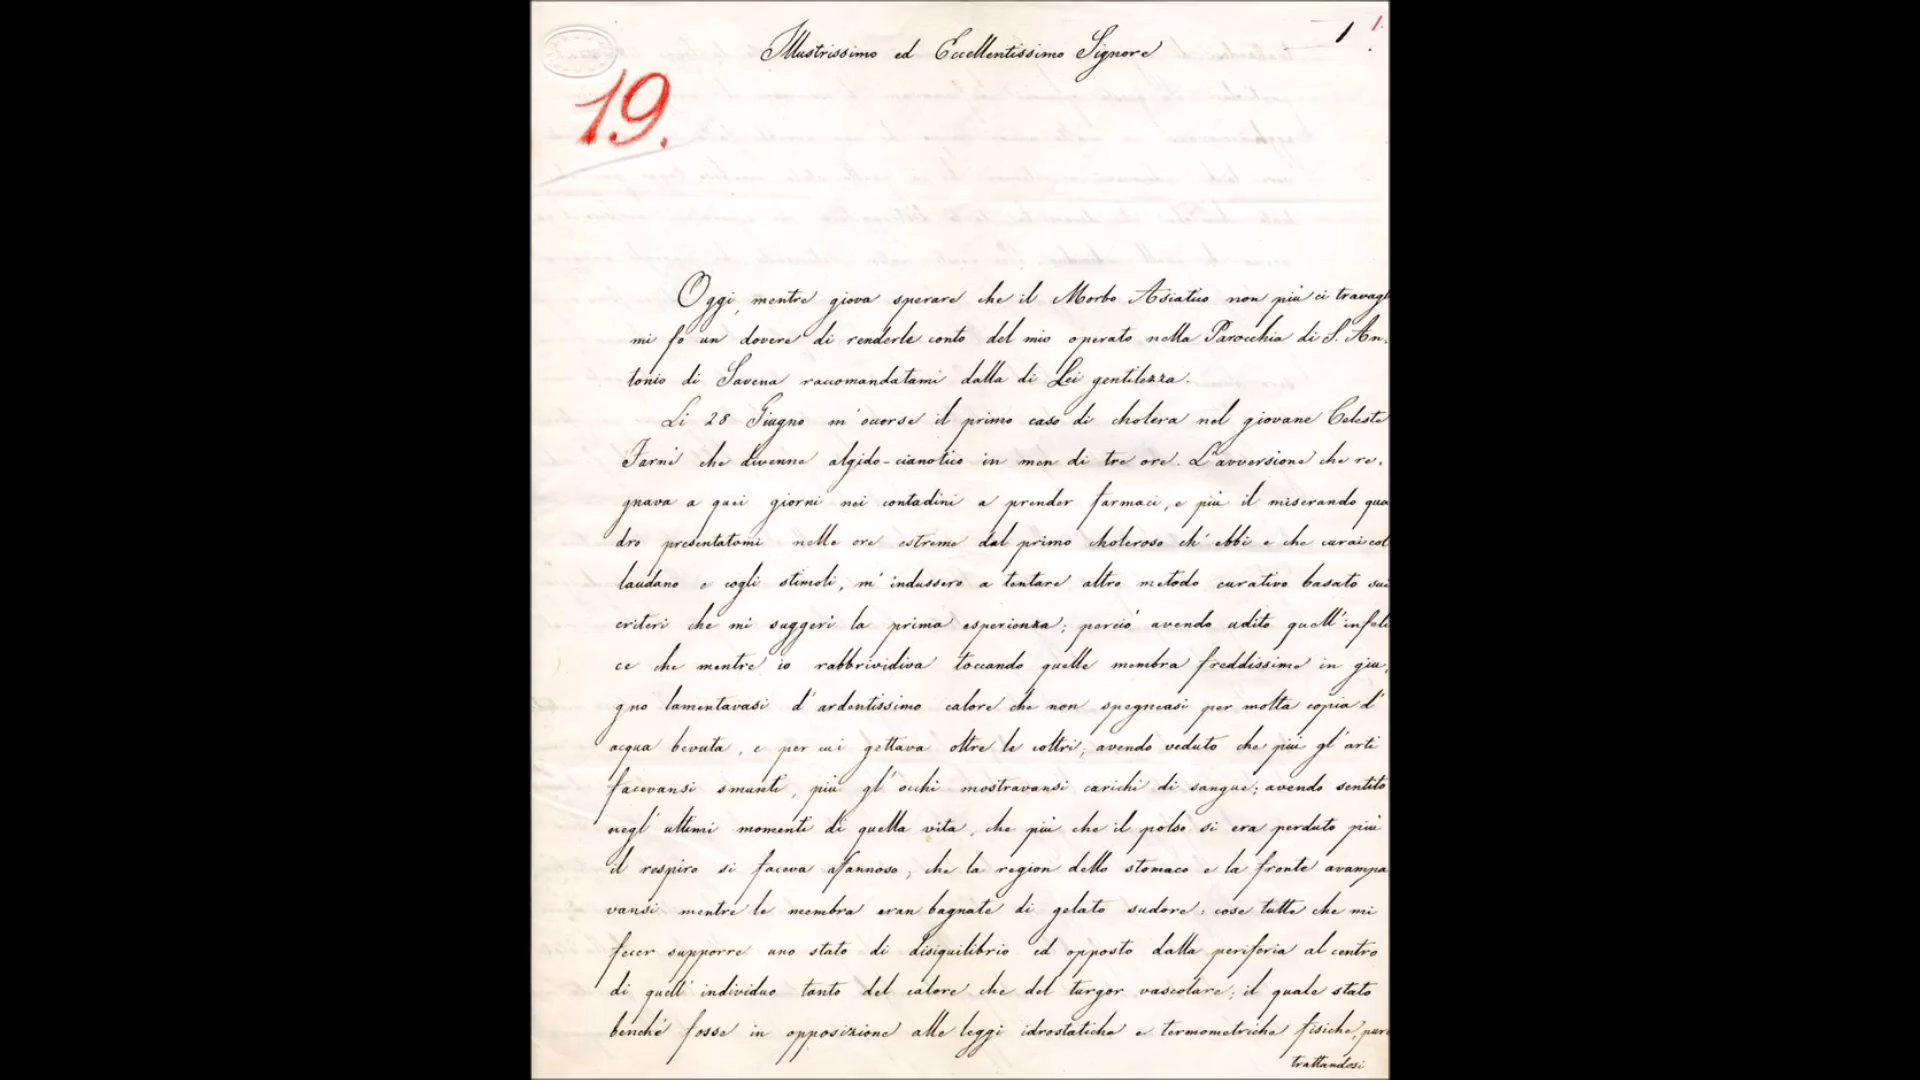 1 1.
Illustrissimo ed Eccellentissimo Signore
19.
Oggi, mentre giova sperare che il Morbo Asiatico non più ci travagl
mi fo un dovere di renderle conto del mio operato nella Parocchia di S. An-
tonio di Savena raccomandatami dalla di Lei gentilezza.
Li 28 Giugno m'occorse il primo caso di cholera nel giovane Celeste
Farnè che divenne algido-cianotico in men di tre ore. L'avversione che re-
gnava a quei giorni nei contadini a prender farmaci, e più il miserando qua
dro presentatomi nelle ore estreme dal primo choleroso ch'ebbi e che curai col
laudano e cogli stimoli, m'indussero a tentare altro metodo curativo basato sui
criteri che mi suggerì la prima esperienza; perciò avendo udito quell'infeli
ce che mentre io rabbrividiva toccando quelle membra freddissime in giu-
gno lamentavasi d'ardentissimo calore che non spegneasi per molta copia d'
acqua bevuta, e per cui gettava oltre le coltri; avendo veduto che più gl'arti
facevansi smunti, più gl'occhi mostravansi carichi di sangue; avendo sentito
negl'ultimi momenti di quella vita, che più che il polso si era perduto più
il respiro si faceva affannoso, che la region dello stomaco e la fronte avampa
vansi mentre le membra eran bagnate di gelato sudore: cose tutte che mi
fecer supporre uno stato di disiquilibrio ed opposto dalla periferia al centro
di quell'individuo tanto del calore che del turgor vascolare; il quale stato
benchè fosse in opposizione alle leggi idrostatiche e termometriche fisiche, pure
trattandosi